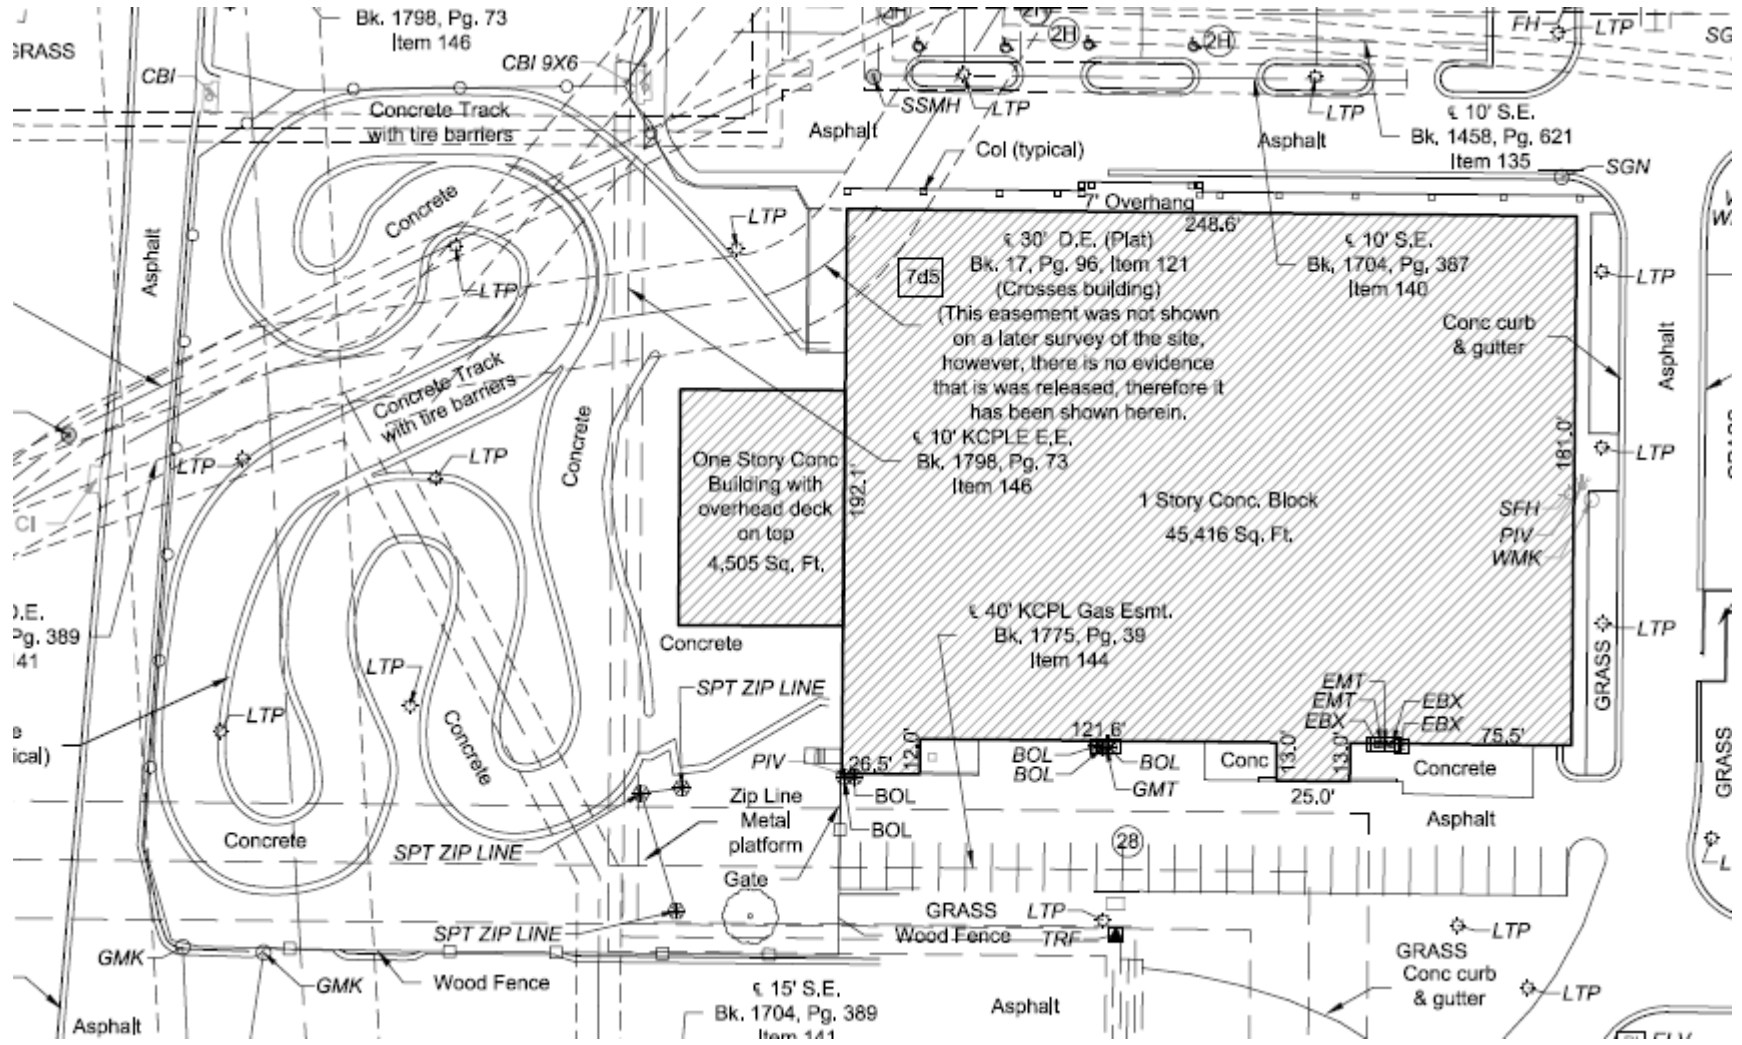 Bk. 1798, Pg. 73
Item 146
GRASS
CBI
CBI 9X6
Concrete Track
with tire barriers
SSMH
LTP
2H
2H
FH
LTP
SG
LTP
Asphalt
Col (typical)
Asphalt
℄ 10' S.E.
Bk. 1458, Pg. 621
Item 135
SGN
Concrete
LTP
7' Overhang
248.6'
Asphalt
LTP
7d5
℄ 30' D.E. (Plat)
Bk. 17, Pg. 96, Item 121
(Crosses building)
(This easement was not shown
on a later survey of the site,
however, there is no evidence
that is was released, therefore it
has been shown herein.
℄ 10' S.E.
Bk. 1704, Pg. 387
Item 140
LTP
Conc curb
& gutter
Asphalt
Concrete Track
with tire barriers
Concrete
℄ 10' KCPLE E.E.
Bk. 1798, Pg. 73
Item 146
LTP
LTP
One Story Conc
Building with
overhead deck
on top
4,505 Sq. Ft.
192.1'
1 Story Conc. Block
45,416 Sq. Ft.
181.0'
LTP
SFH
PIV
WMK
CI
D.E.
Pg. 389
141
℄ 40' KCPL Gas Esmt.
Bk. 1775, Pg. 39
Item 144
Concrete
LTP
LTP
GRASS
SPT ZIP LINE
LTP
Concrete
EMT
EMT
EBX
EBX
EBX
ical)
PIV
26.5'
12.0'
121.6'
BOL
BOL
BOL
GMT
Conc
13.0'
13.0'
75.5'
Concrete
25.0'
GRASS
Zip Line
Metal
platform
BOL
BOL
Asphalt
Concrete
SPT ZIP LINE
28
Gate
SPT ZIP LINE
GRASS
LTP
Wood Fence
TRF
LTP
GRASS
Conc curb
& gutter
LTP
GMK
GMK
Wood Fence
℄ 15' S.E.
Bk. 1704, Pg. 389
Item 141
Asphalt
Asphalt